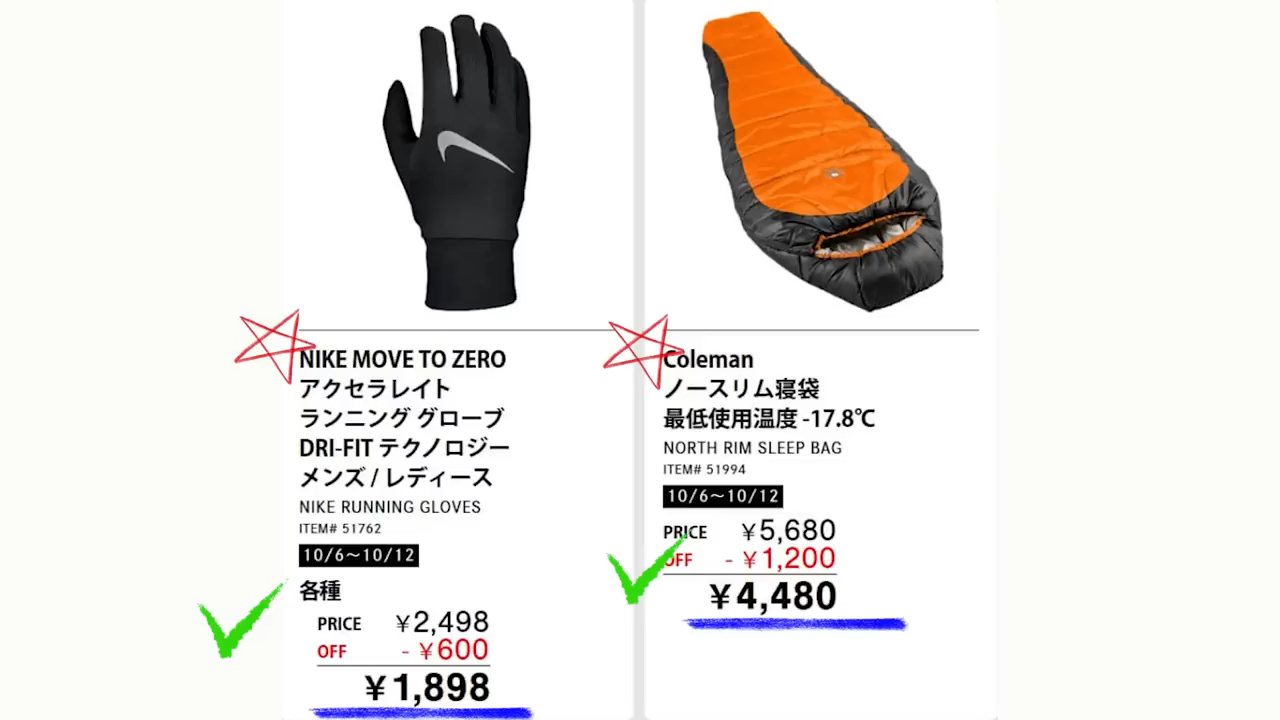 NIKE MOVE TO ZERO
アクセラレイト
ランニング グローブ
DRI-FIT テクノロジー
メンズ / レディース
NIKE RUNNING GLOVES
ITEM# 51762
10/6～10/12
各種
PRICE ￥2,498
OFF - ￥600
￥1,898
Coleman
ノースリム寝袋
最低使用温度 -17.8℃
NORTH RIM SLEEP BAG
ITEM# 51994
10/6～10/12
PRICE ￥5,680
OFF - ￥1,200
￥4,480